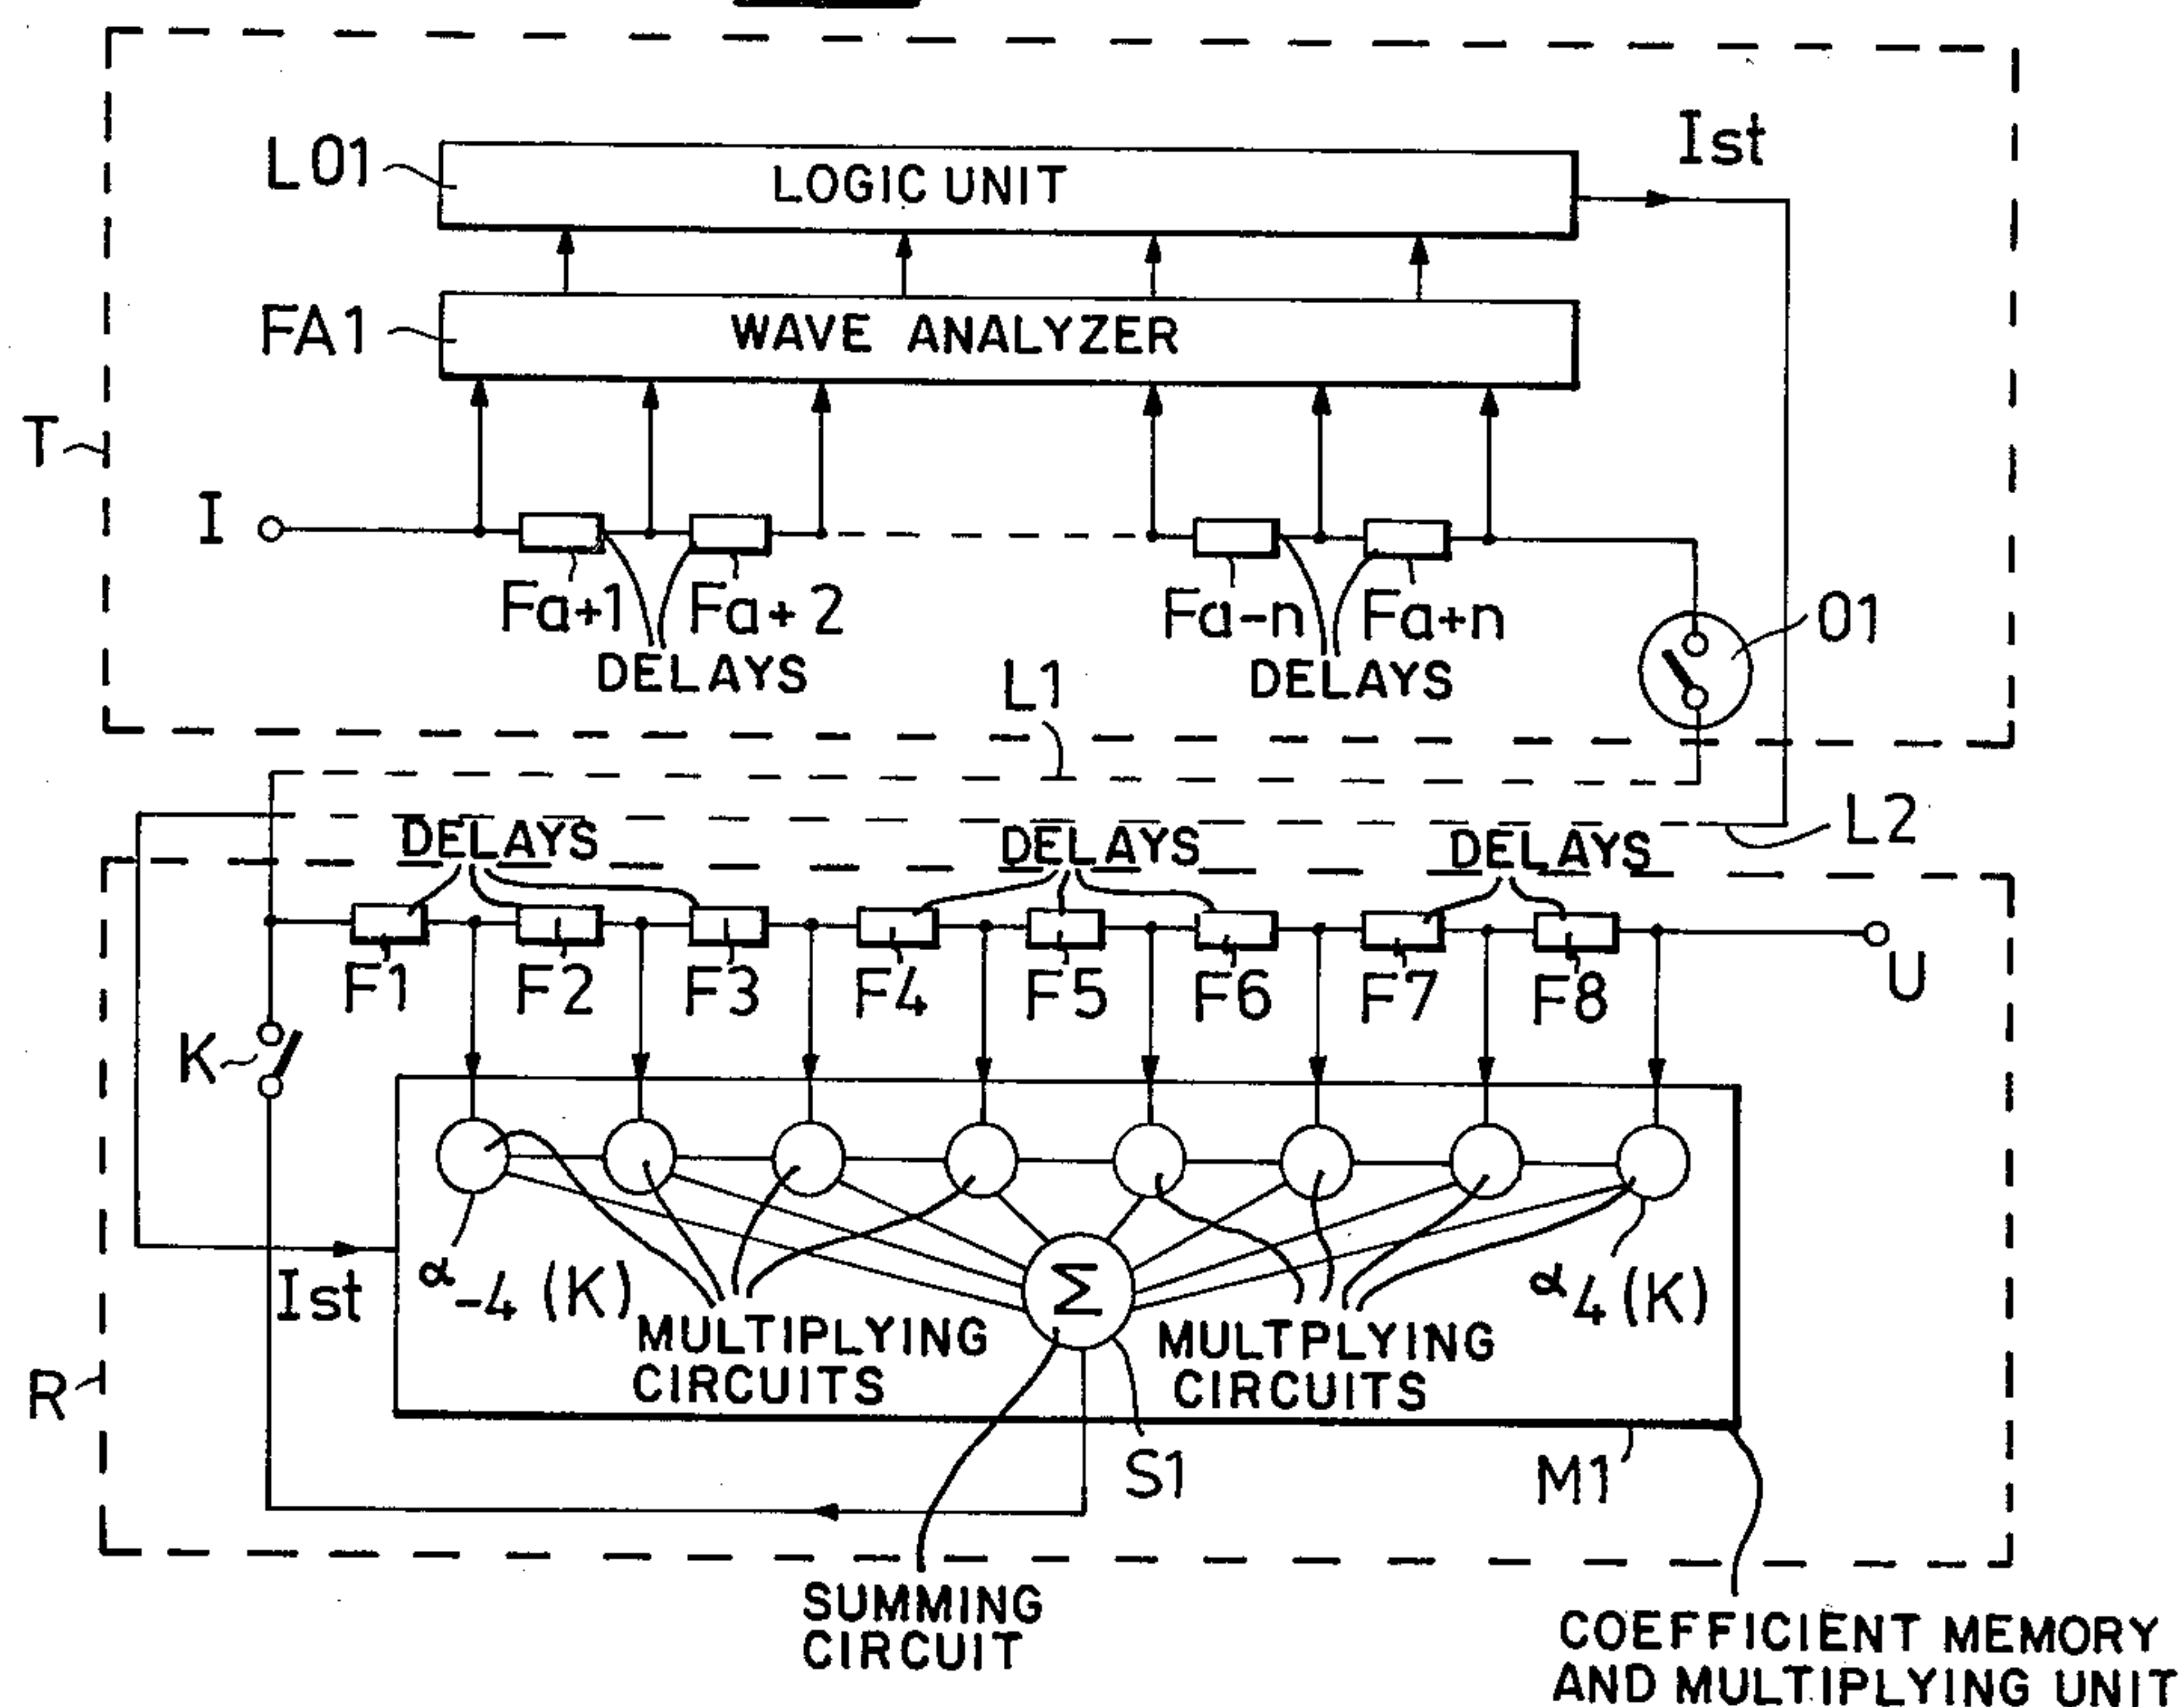 Ist
L01
LOGIC UNIT
FA1
WAVE ANALYZER
T
I
Fa+1
Fa+2
Fa-n
Fa+n
01
DELAYS
DELAYS
L1
L2
DELAYS
DELAYS
DELAYS
F1
F2
F3
F4
F5
F6
F7
F8
U
K
Ist
α-4 (K)
Σ
α4 (K)
MULTIPLYING
CIRCUITS
MULTPLYING
CIRCUITS
R
S1
M1
SUMMING
CIRCUIT
COEFFICIENT MEMORY
AND MULTIPLYING UNIT